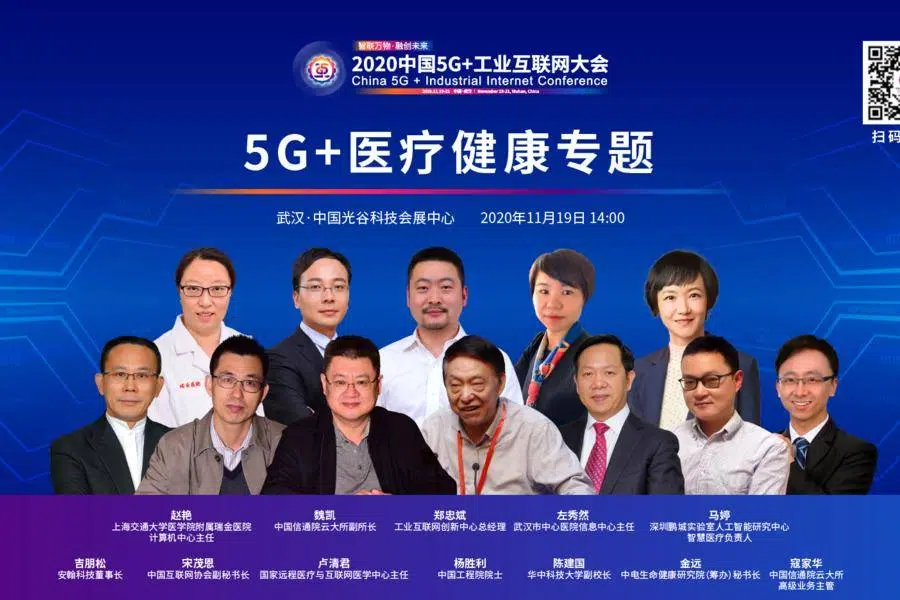 智联万物·融创未来
2020中国5G+工业互联网大会
China 5G + Industrial Internet Conference
2020.11.19-21 中国·武汉 | November 19-21, Wuhan, China
5G+医疗健康专题
武汉·中国光谷科技会展中心 2020年11月19日 14:00
扫码
赵艳 魏凯 郑忠斌 左秀然 马婷
上海交通大学医学院附属瑞金医院 中国信通院云大所副所长 工业互联网创新中心总经理 武汉市中心医院信息中心主任 深圳鹏城实验室人工智能研究中心
计算机中心主任 智慧医疗负责人
吉朋松 宋茂恩 卢清君 杨胜利 陈建国 金远 寇家华
安翰科技董事长 中国互联网协会副秘书长 国家远程医疗与互联网医学中心主任 中国工程院院士 华中科技大学副校长 中电生命健康研究院（筹办）秘书长 中国信通院云大所
高级业务主管